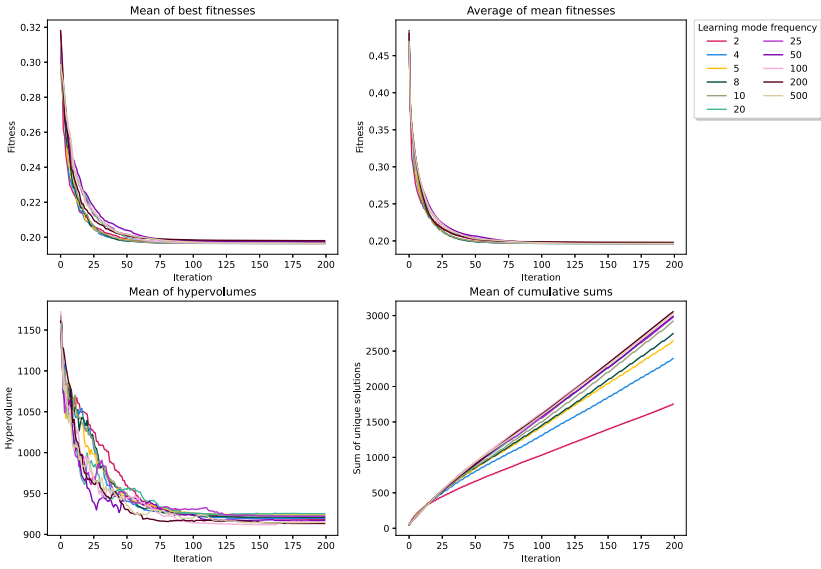 Mean of best fitnesses
Average of mean fitnesses
Learning mode frequency
2
4
5
8
10
20
25
50
100
200
500
Fitness
0.32
0.30
0.28
0.26
0.24
0.22
0.20
0 25 50 75 100 125 150 175 200
Iteration
Fitness
0.45
0.40
0.35
0.30
0.25
0.20
0 25 50 75 100 125 150 175 200
Iteration
Mean of hypervolumes
Hypervolume
1150
1100
1050
1000
950
900
0 25 50 75 100 125 150 175 200
Iteration
Mean of cumulative sums
Sum of unique solutions
3000
2500
2000
1500
1000
500
0
0 25 50 75 100 125 150 175 200
Iteration